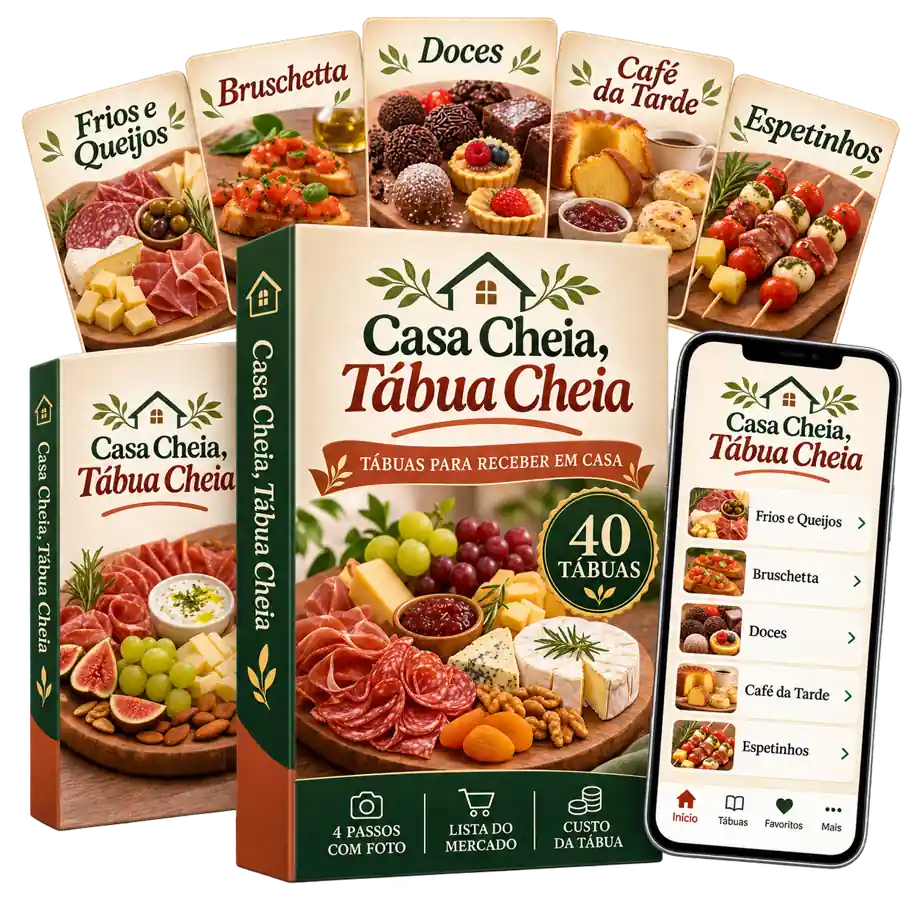 Frios e
Queijos
Bruschetta
Doces
Café
da Tarde
Espetinhos
Casa Cheia, Tábua Cheia
Casa Cheia,
Tábua Cheia
Casa Cheia, Tábua Cheia
Casa Cheia,
Tábua Cheia
TÁBUAS PARA RECEBER EM CASA
40
TÁBUAS
4 PASSOS
COM FOTO
LISTA DO
MERCADO
CUSTO
DA TÁBUA
Casa Cheia,
Tábua Cheia
Frios e Queijos
Bruschetta
Doces
Café da Tarde
Espetinhos
Início
Tábuas
Favoritos
Mais